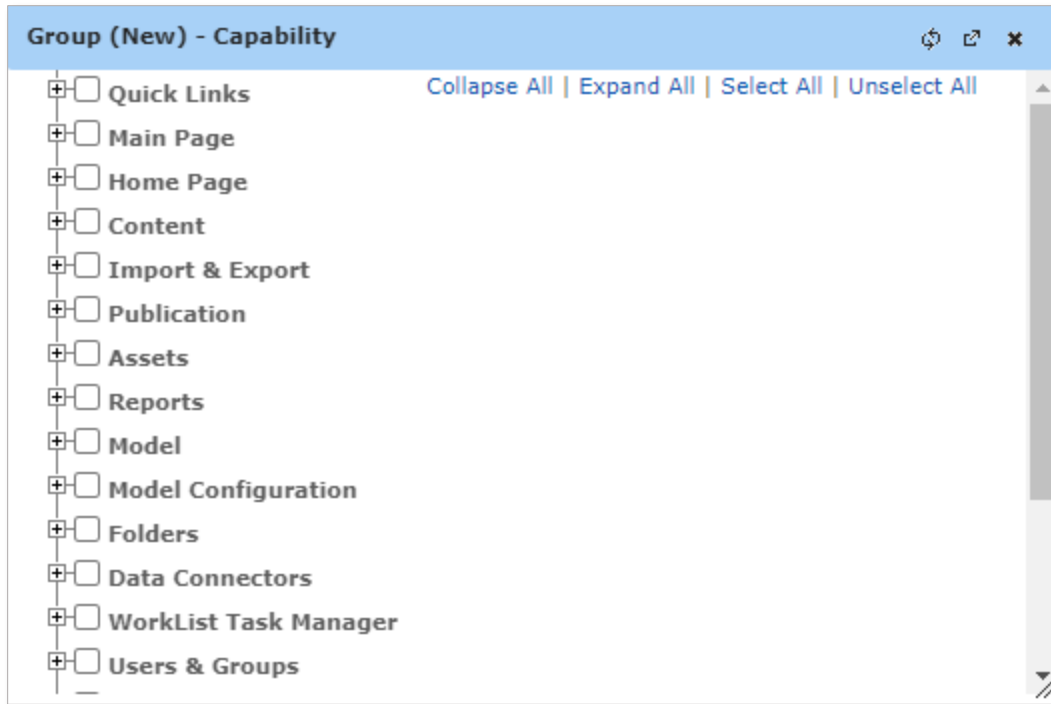 Group (New) - Capability
Quick Links
Collapse All | Expand All | Select All | Unselect All
Main Page
Home Page
Content
Import & Export
Publication
Assets
Reports
Model
Model Configuration
Folders
Data Connectors
WorkList Task Manager
Users & Groups